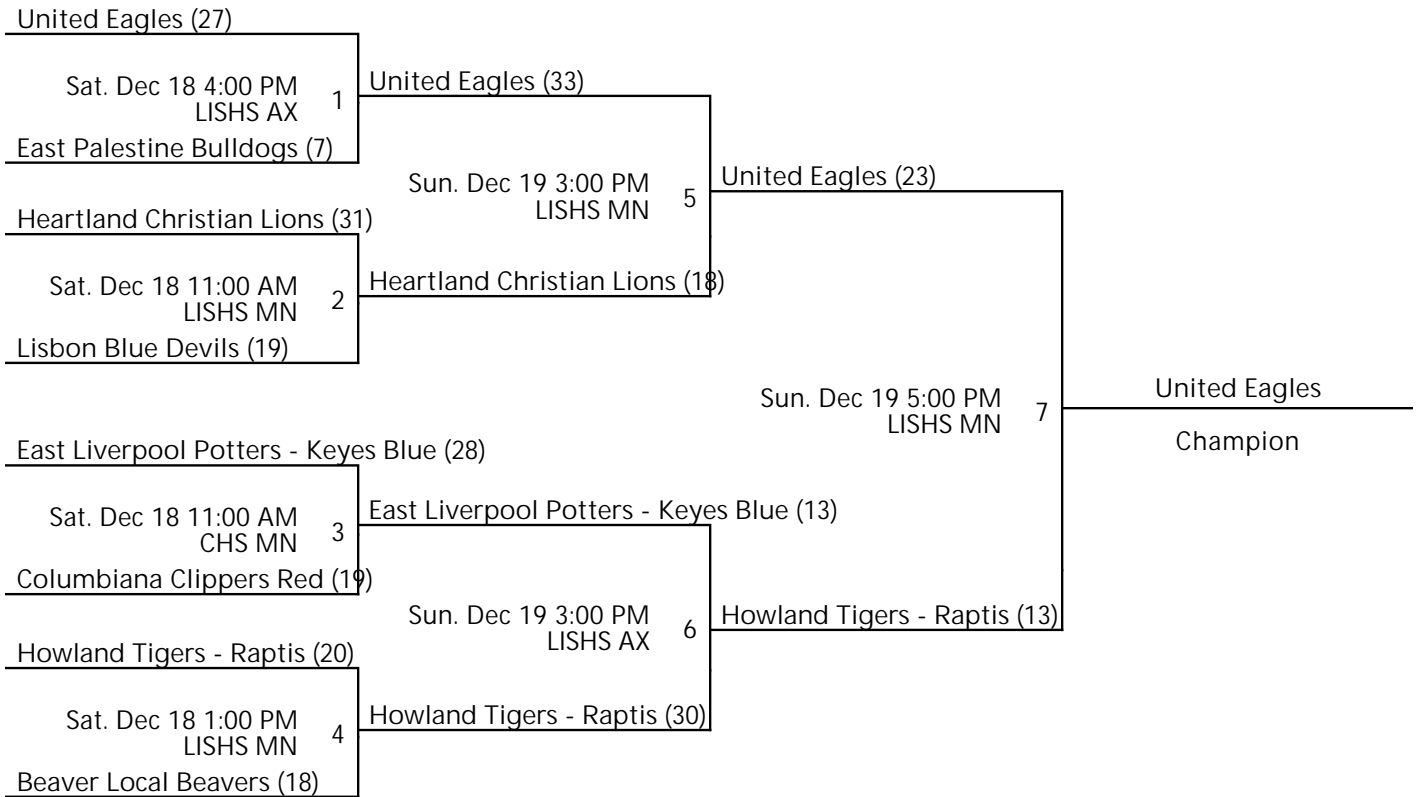 United Eagles (27)
Sat. Dec 18 4:00 PM
LISHS AX
1
East Palestine Bulldogs (7)
Heartland Christian Lions (31)
Sat. Dec 18 11:00 AM
LISHS MN
2
Lisbon Blue Devils (19)
East Liverpool Potters - Keyes Blue (28)
Sat. Dec 18 11:00 AM
CHS MN
3
Columbiana Clippers Red (19)
Howland Tigers - Raptis (20)
Sat. Dec 18 1:00 PM
LISHS MN
4
Beaver Local Beavers (18)
United Eagles (33)
Sun. Dec 19 3:00 PM
LISHS MN
5
Heartland Christian Lions (18)
East Liverpool Potters - Keyes Blue (13)
Sun. Dec 19 3:00 PM
LISHS AX
6
Howland Tigers - Raptis (30)
United Eagles (23)
Sun. Dec 19 5:00 PM
LISHS MN
7
Howland Tigers - Raptis (13)
United Eagles
Champion